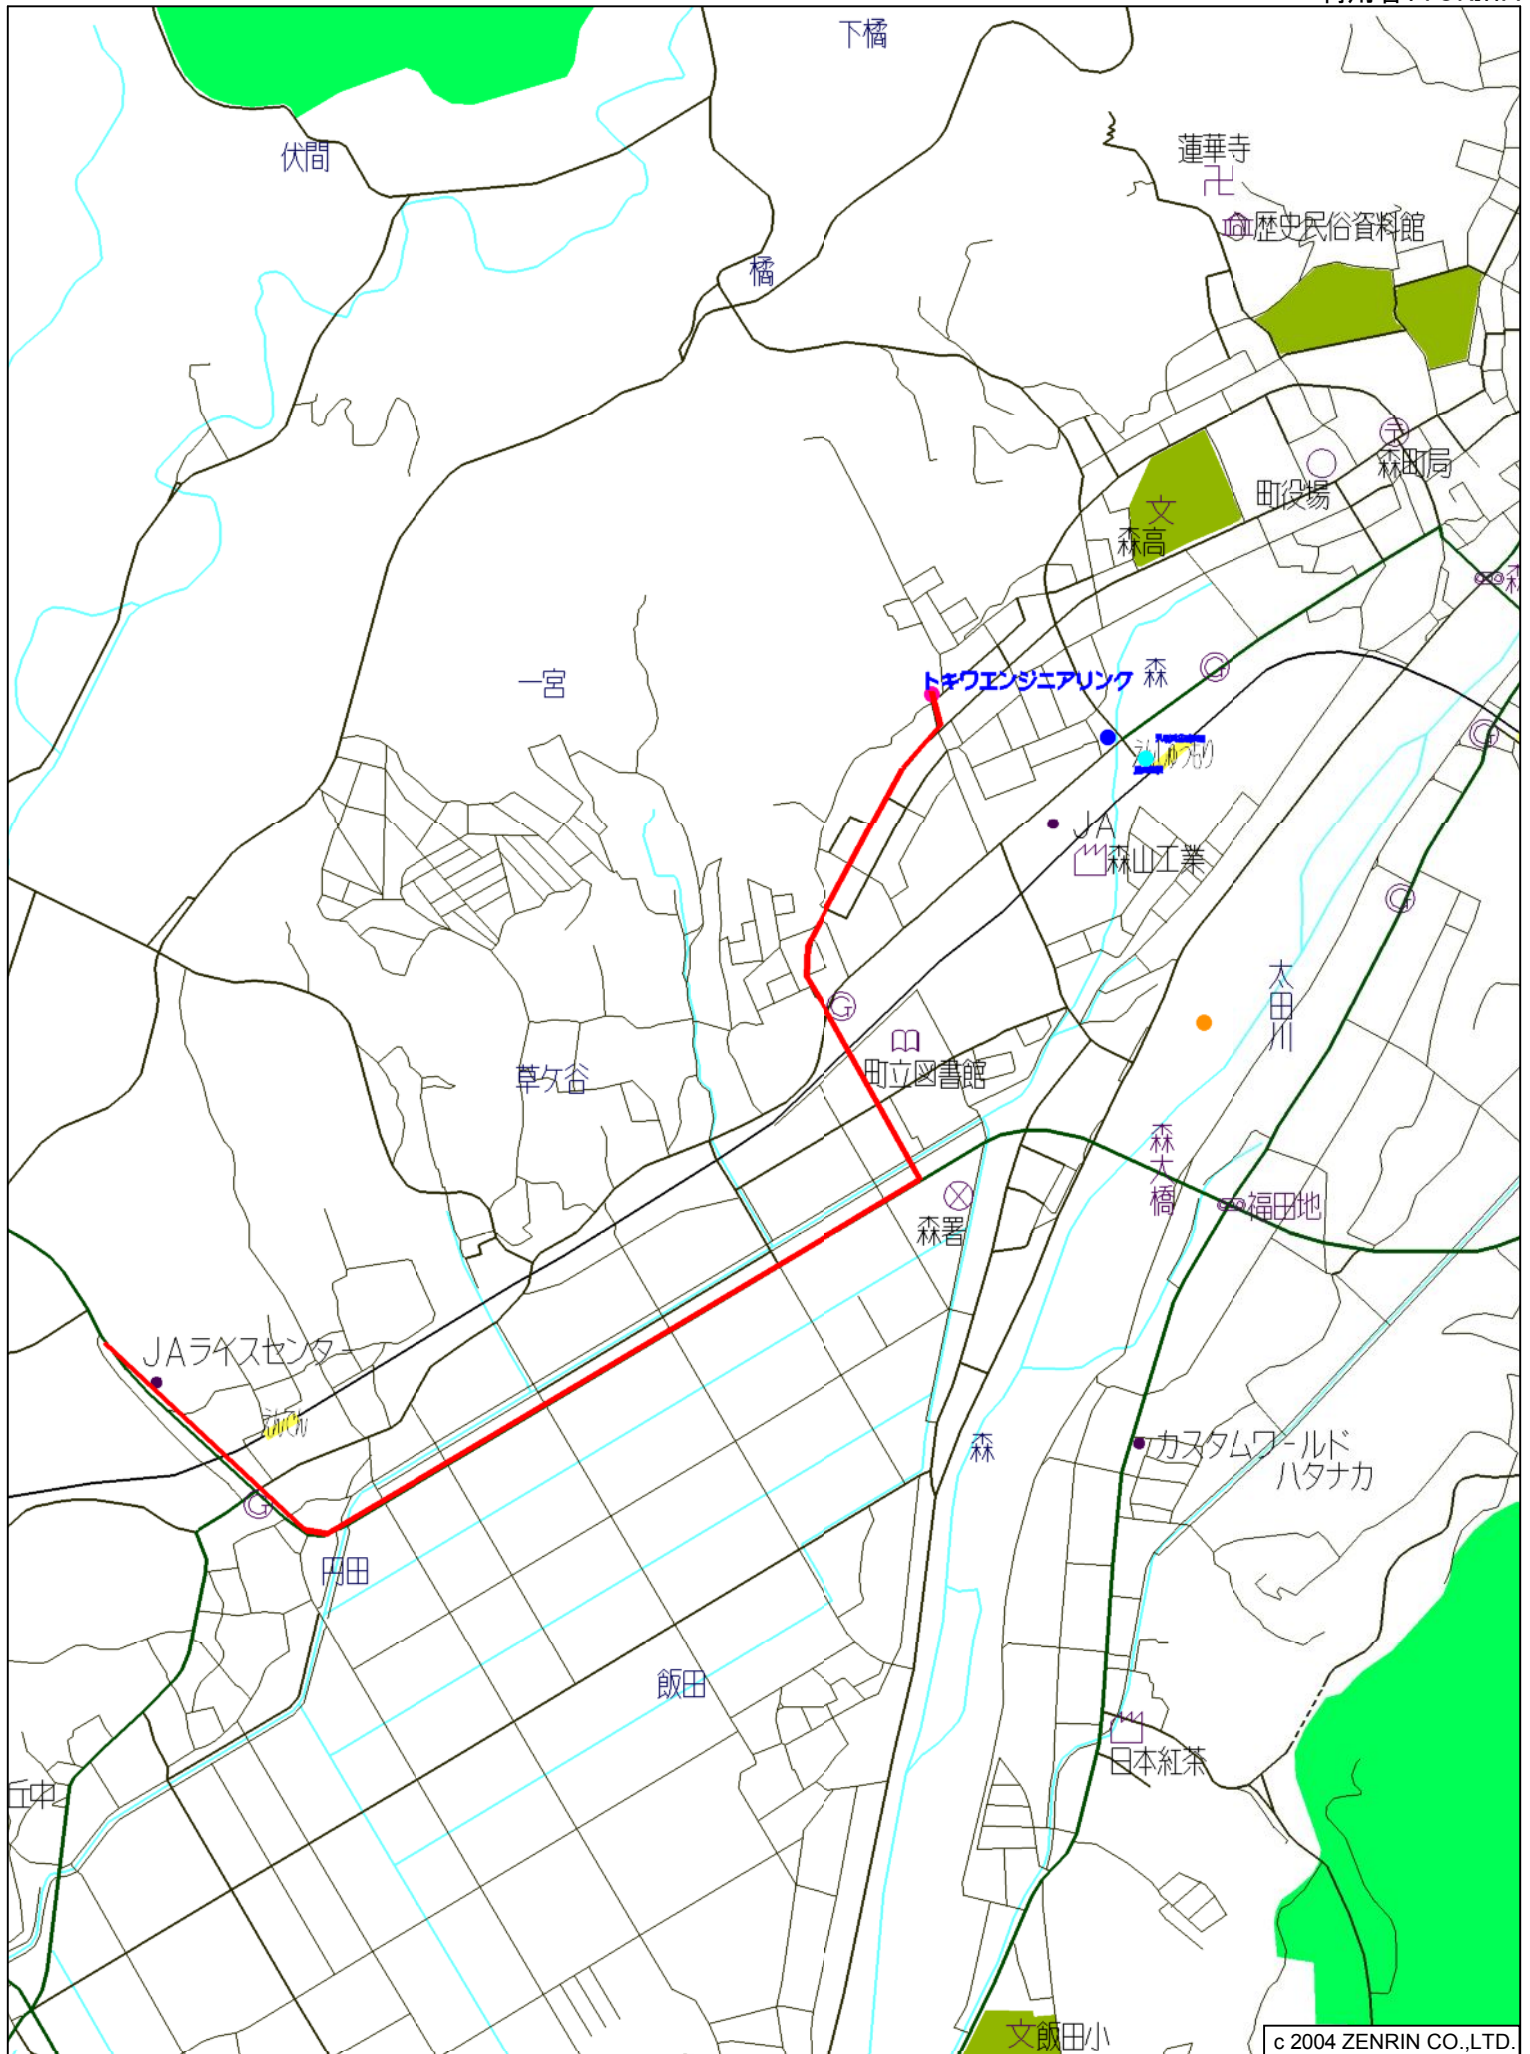 下橘
伏間
蓮華寺
歴史民俗資料館
橘
森町局
町役場
文
森高
森
一宮
トキワエンジニアリング
森
G
G
JA
森山工業
G
太田川
G
町立図書館
草ケ谷
森大橋
福田地
森署
JAライスセンター
森
カスタムワールド
ハタナカ
G
円田
飯田
日本紅茶
丘中
文飯田小
c 2004 ZENRIN CO.,LTD.